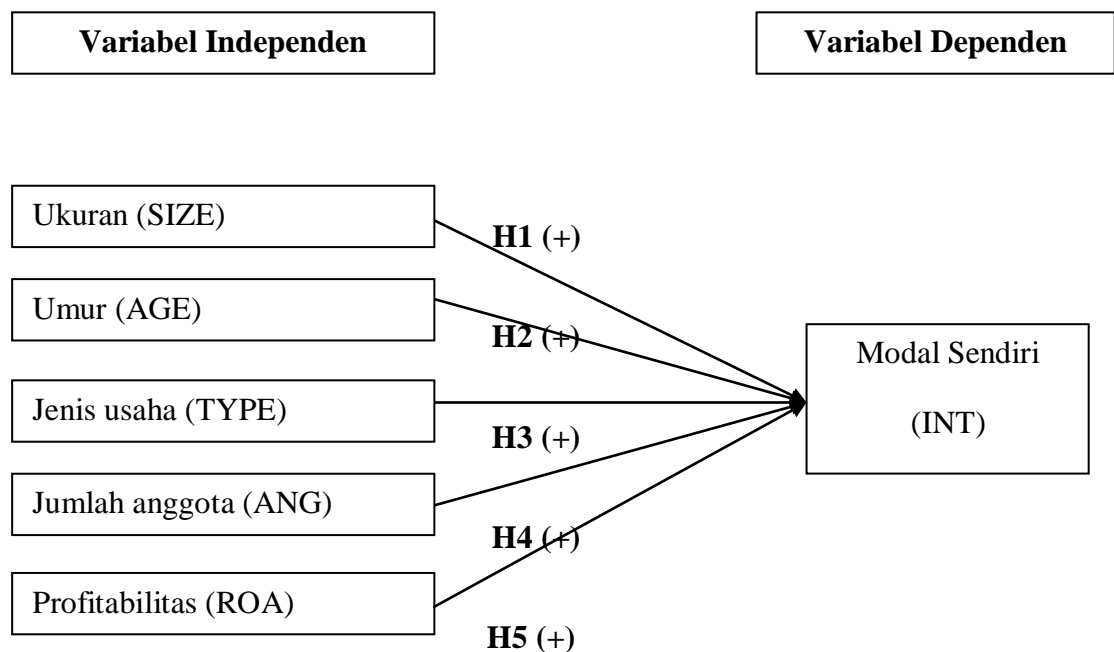 Variabel Independen
Variabel Dependen
Ukuran (SIZE)
H1 (+)
Umur (AGE)
H2 (+)
Modal Sendiri
(INT)
Jenis usaha (TYPE)
H3 (+)
Jumlah anggota (ANG)
H4 (+)
Profitabilitas (ROA)
H5 (+)